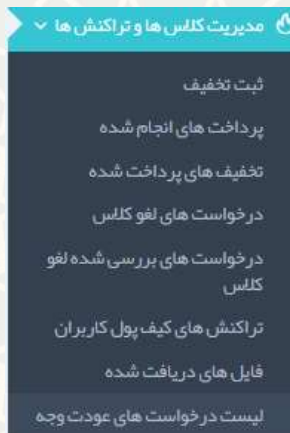 مدیریت کلاس ها و تراکنش ها
ثبت تخفیف
پرداخت های انجام شده
تخفیف های پرداخت شده
درخواست های لغو کلاس
درخواست های بررسی شده لغو
کلاس
تراکنش های کیف پول کاربران
فایل های دریافت شده
لیست درخواست های عودت وجه